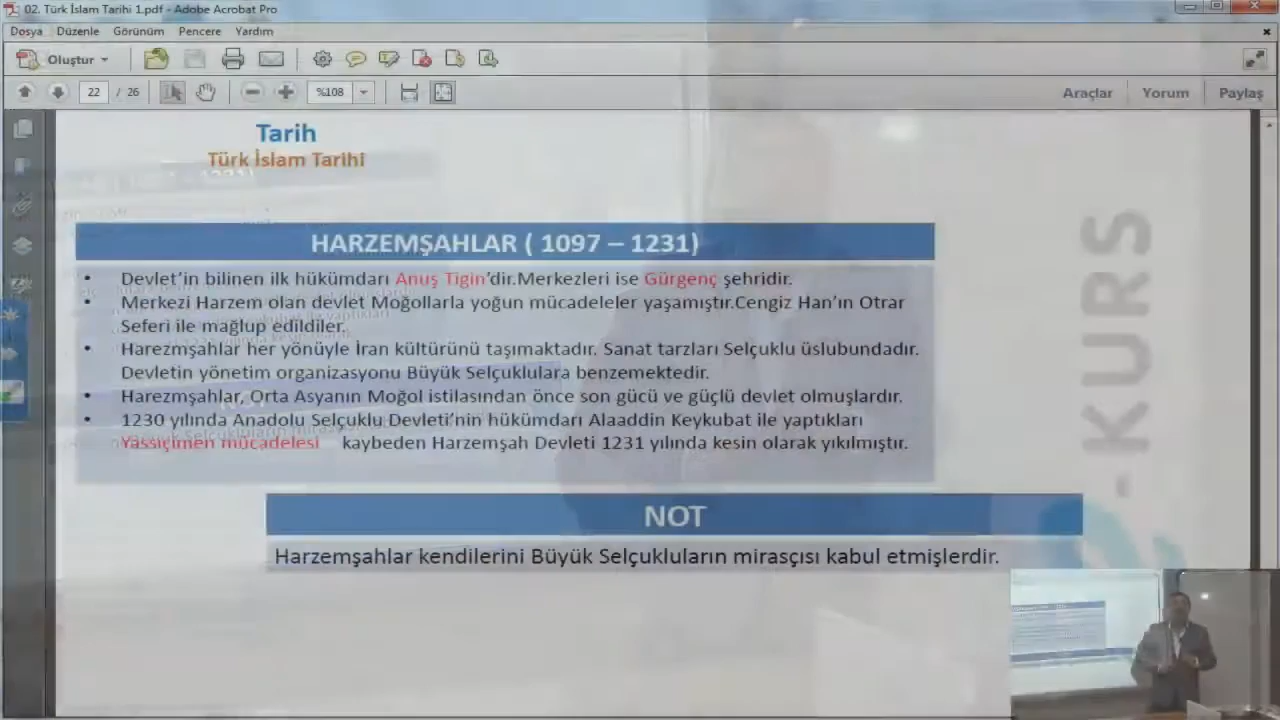 02. Türk İslam Tarihi 1.pdf - Adobe Acrobat Pro
Dosya Düzenle Görünüm Pencere Yardım
Oluştur
22 / 26 %108 Araçlar Yorum Paylaş
Tarih
Türk İslam Tarihi
HARZEMŞAHLAR ( 1097 – 1231)
• Devlet'in bilinen ilk hükümdarı Anuş Tigin'dir.Merkezleri ise Gürgenç şehridir.
• Merkezi Harzem olan devlet Moğollarla yoğun mücadeleler yaşamıştır.Cengiz Han'ın Otrar
Seferi ile mağlup edildiler.
• Harezmşahlar her yönüyle İran kültürünü taşımaktadır. Sanat tarzları Selçuklu üslubundadır.
Devletin yönetim organizasyonu Büyük Selçuklulara benzemektedir.
• Harezmşahlar, Orta Asyanın Moğol istilasından önce son gücü ve güçlü devlet olmuşlardır.
• 1230 yılında Anadolu Selçuklu Devleti'nin hükümdarı Alaaddin Keykubat ile yaptıkları
Yassıçimen mücadelesi kaybeden Harzemşah Devleti 1231 yılında kesin olarak yıkılmıştır.
NOT
Harzemşahlar kendilerini Büyük Selçukluların mirasçısı kabul etmişlerdir.
-KURS